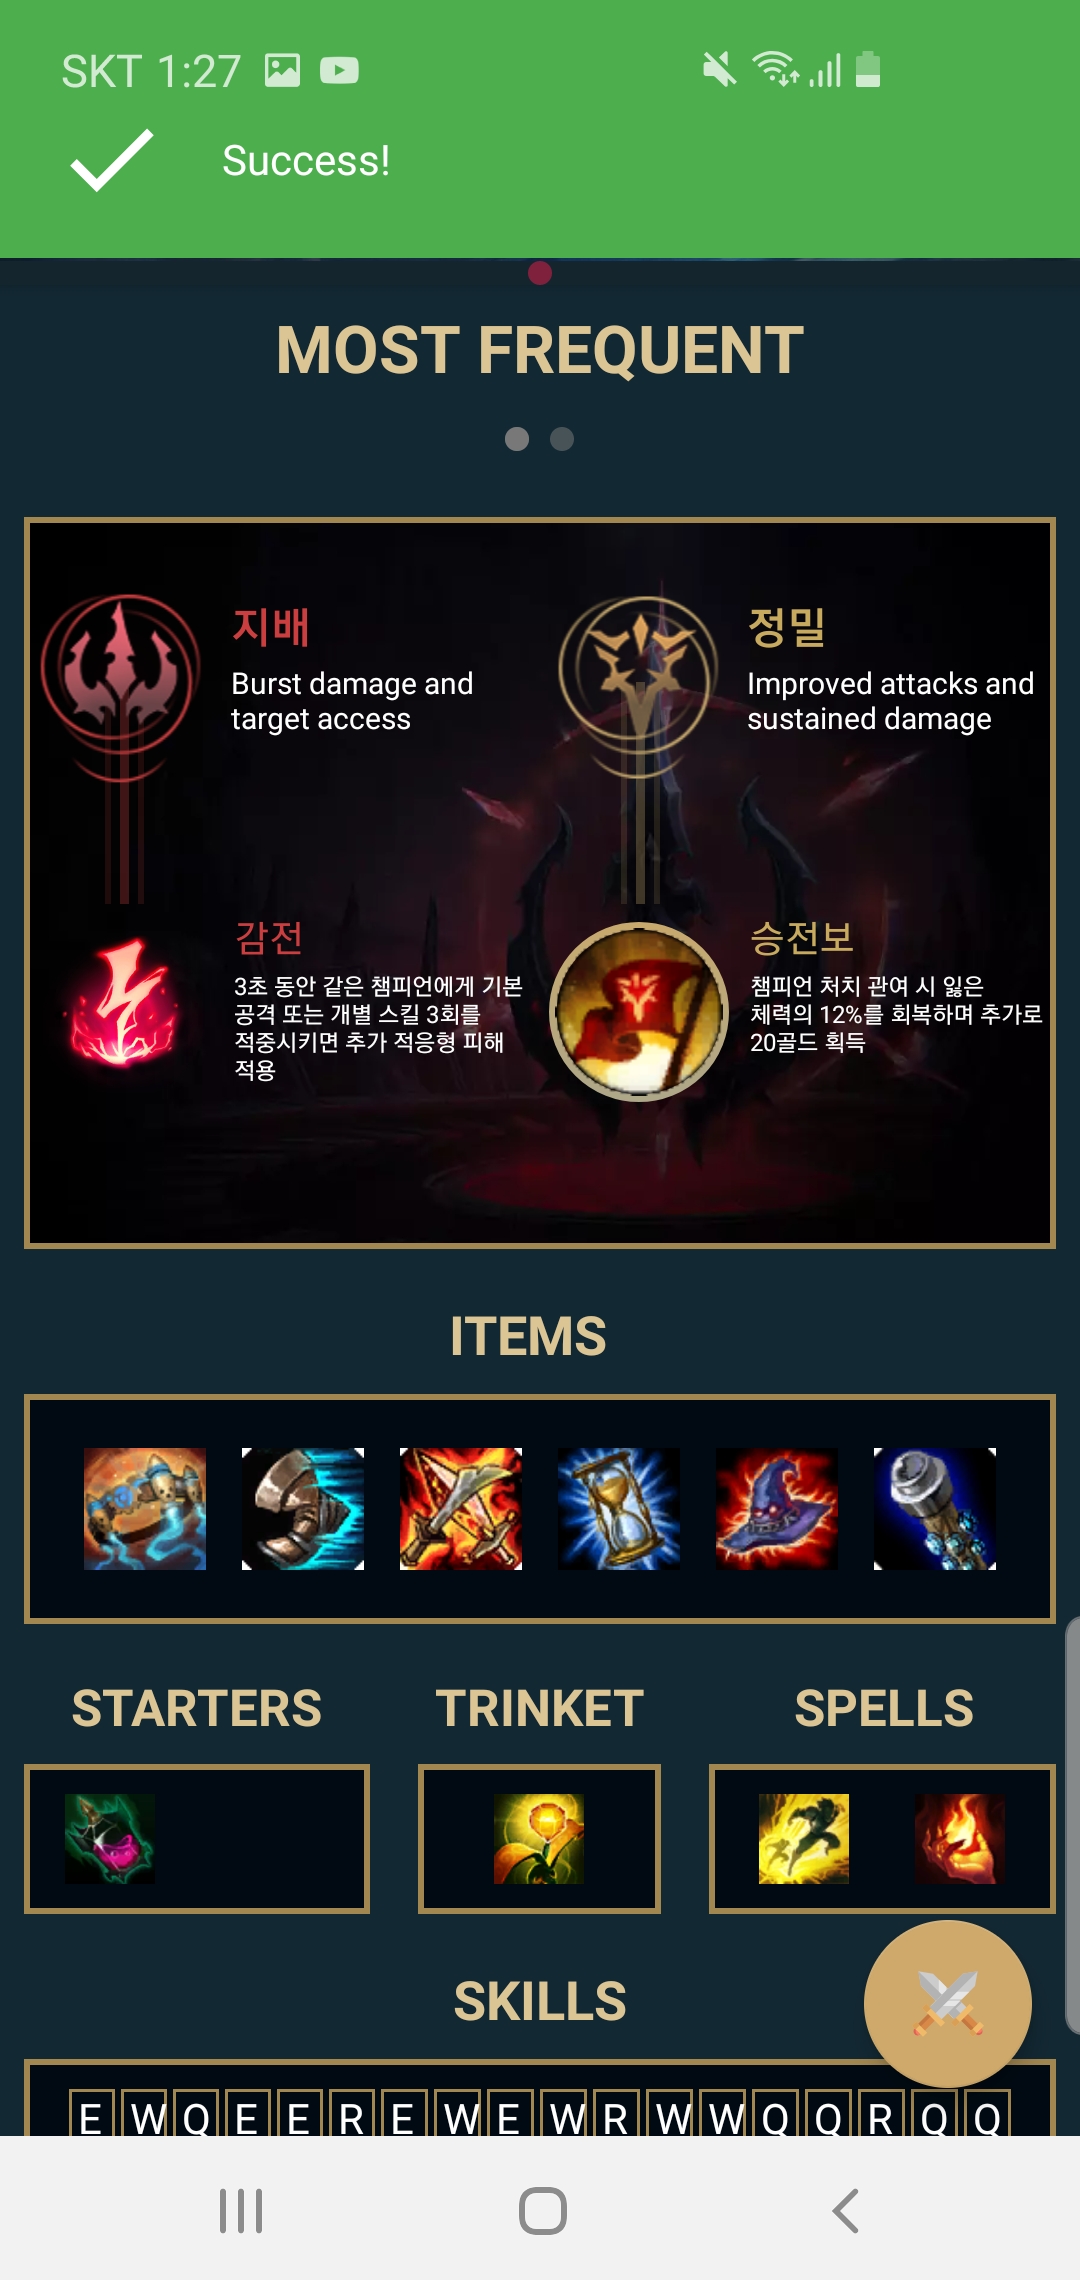 SKT 1:27
Success!
MOST FREQUENT
지배
Burst damage and
target access
정밀
Improved attacks and
sustained damage
감전
3초 동안 같은 챔피언에게 기본
공격 또는 개별 스킬 3회를
적중시키면 추가 적응형 피해
적용
승전보
챔피언 처치 관여 시 잃은
체력의 12%를 회복하며 추가로
20골드 획득
ITEMS
STARTERS
TRINKET
SPELLS
SKILLS
E W Q E E R E W E W R W W Q Q R Q Q